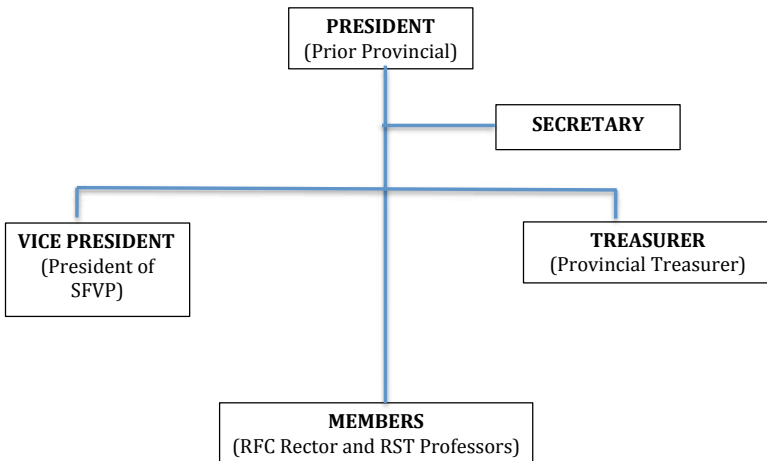 PRESIDENT
(Prior Provincial)
SECRETARY
VICE PRESIDENT
(President of
SFVP)
TREASURER
(Provincial Treasurer)
MEMBERS
(RFC Rector and RST Professors)